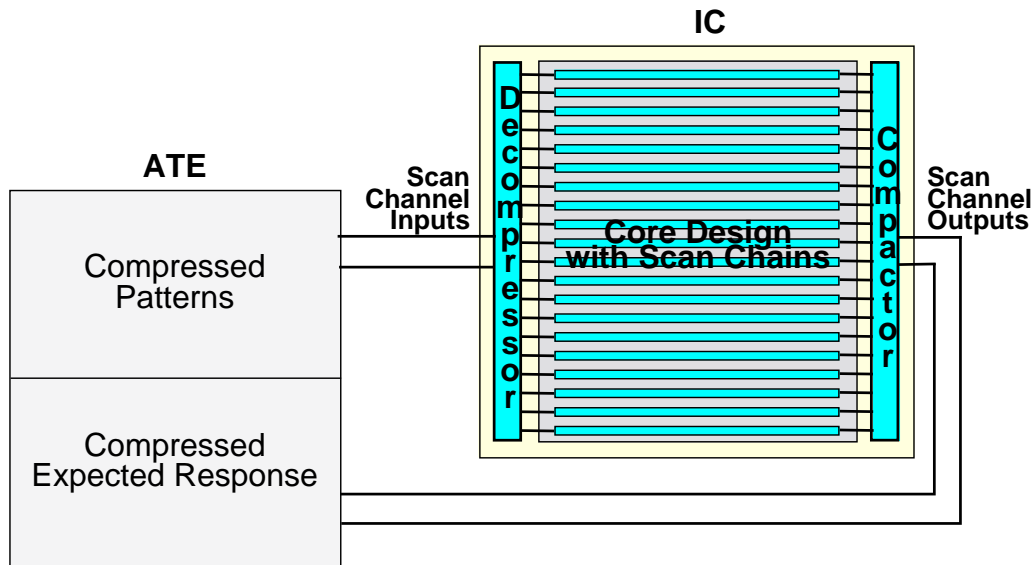 IC
ATE
Scan
Channel
Inputs
Decompressor
Core Design
with Scan Chains
Compactor
Scan
Channel
Outputs
Compressed
Patterns
Compressed
Expected Response